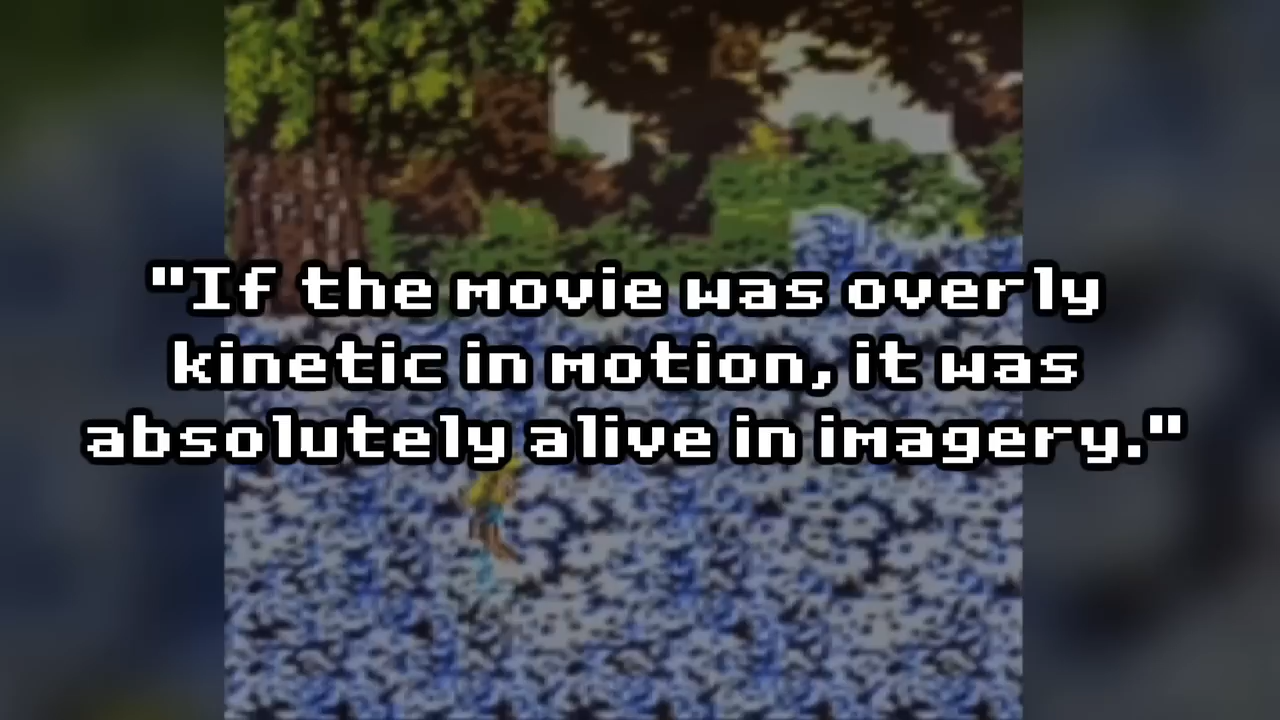 "If the movie was overly
kinetic in motion, it was
absolutely alive in imagery."